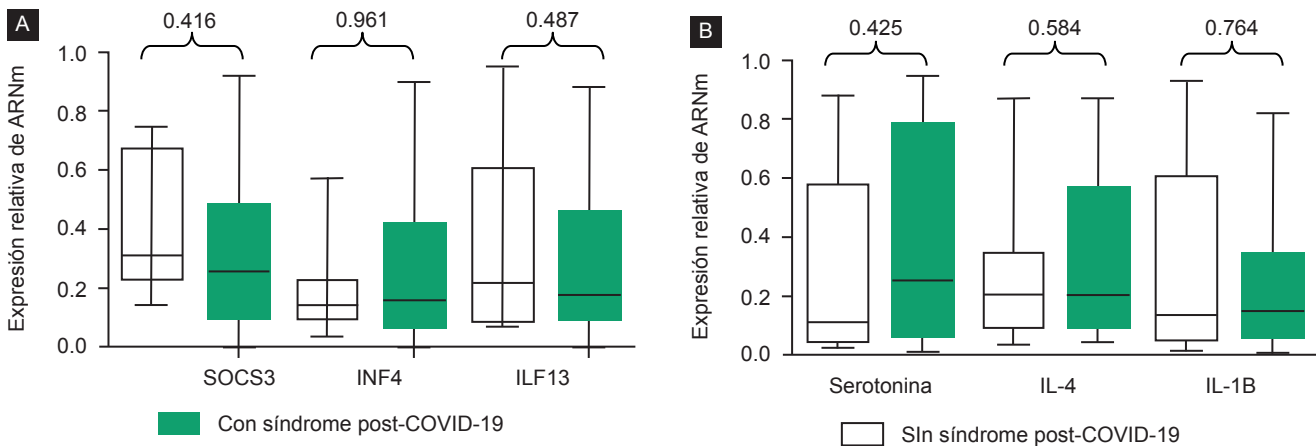 A
0.416 0.961 0.487
Expresión relativa de ARNm
1.0
0.8
0.6
0.4
0.2
0.0
SOCS3 INF4 ILF13
B
0.425 0.584 0.764
Expresión relativa de ARNm
1.0
0.8
0.6
0.4
0.2
0.0
Serotonina IL-4 IL-1B
Con síndrome post-COVID-19
SIn síndrome post-COVID-19